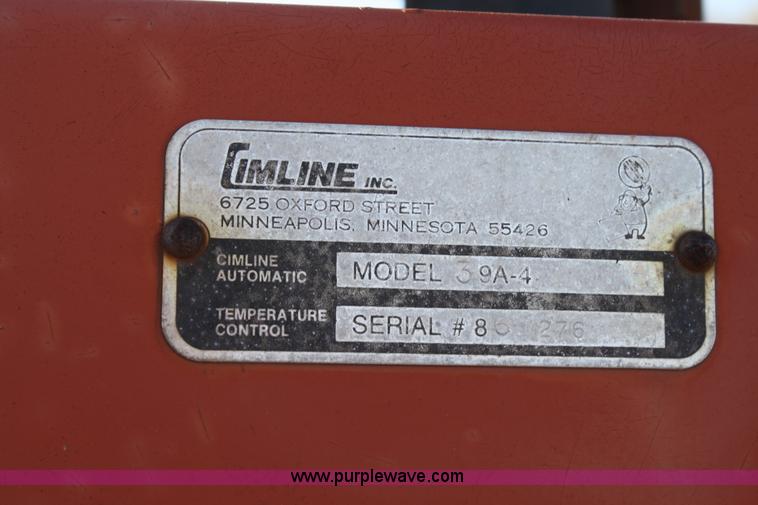 CIMLINE INC.
6725 OXFORD STREET
MINNEAPOLIS, MINNESOTA 55426
CIMLINE
AUTOMATIC
MODEL 9A-4
TEMPERATURE
CONTROL
SERIAL # 8 276
www.purplewave.com